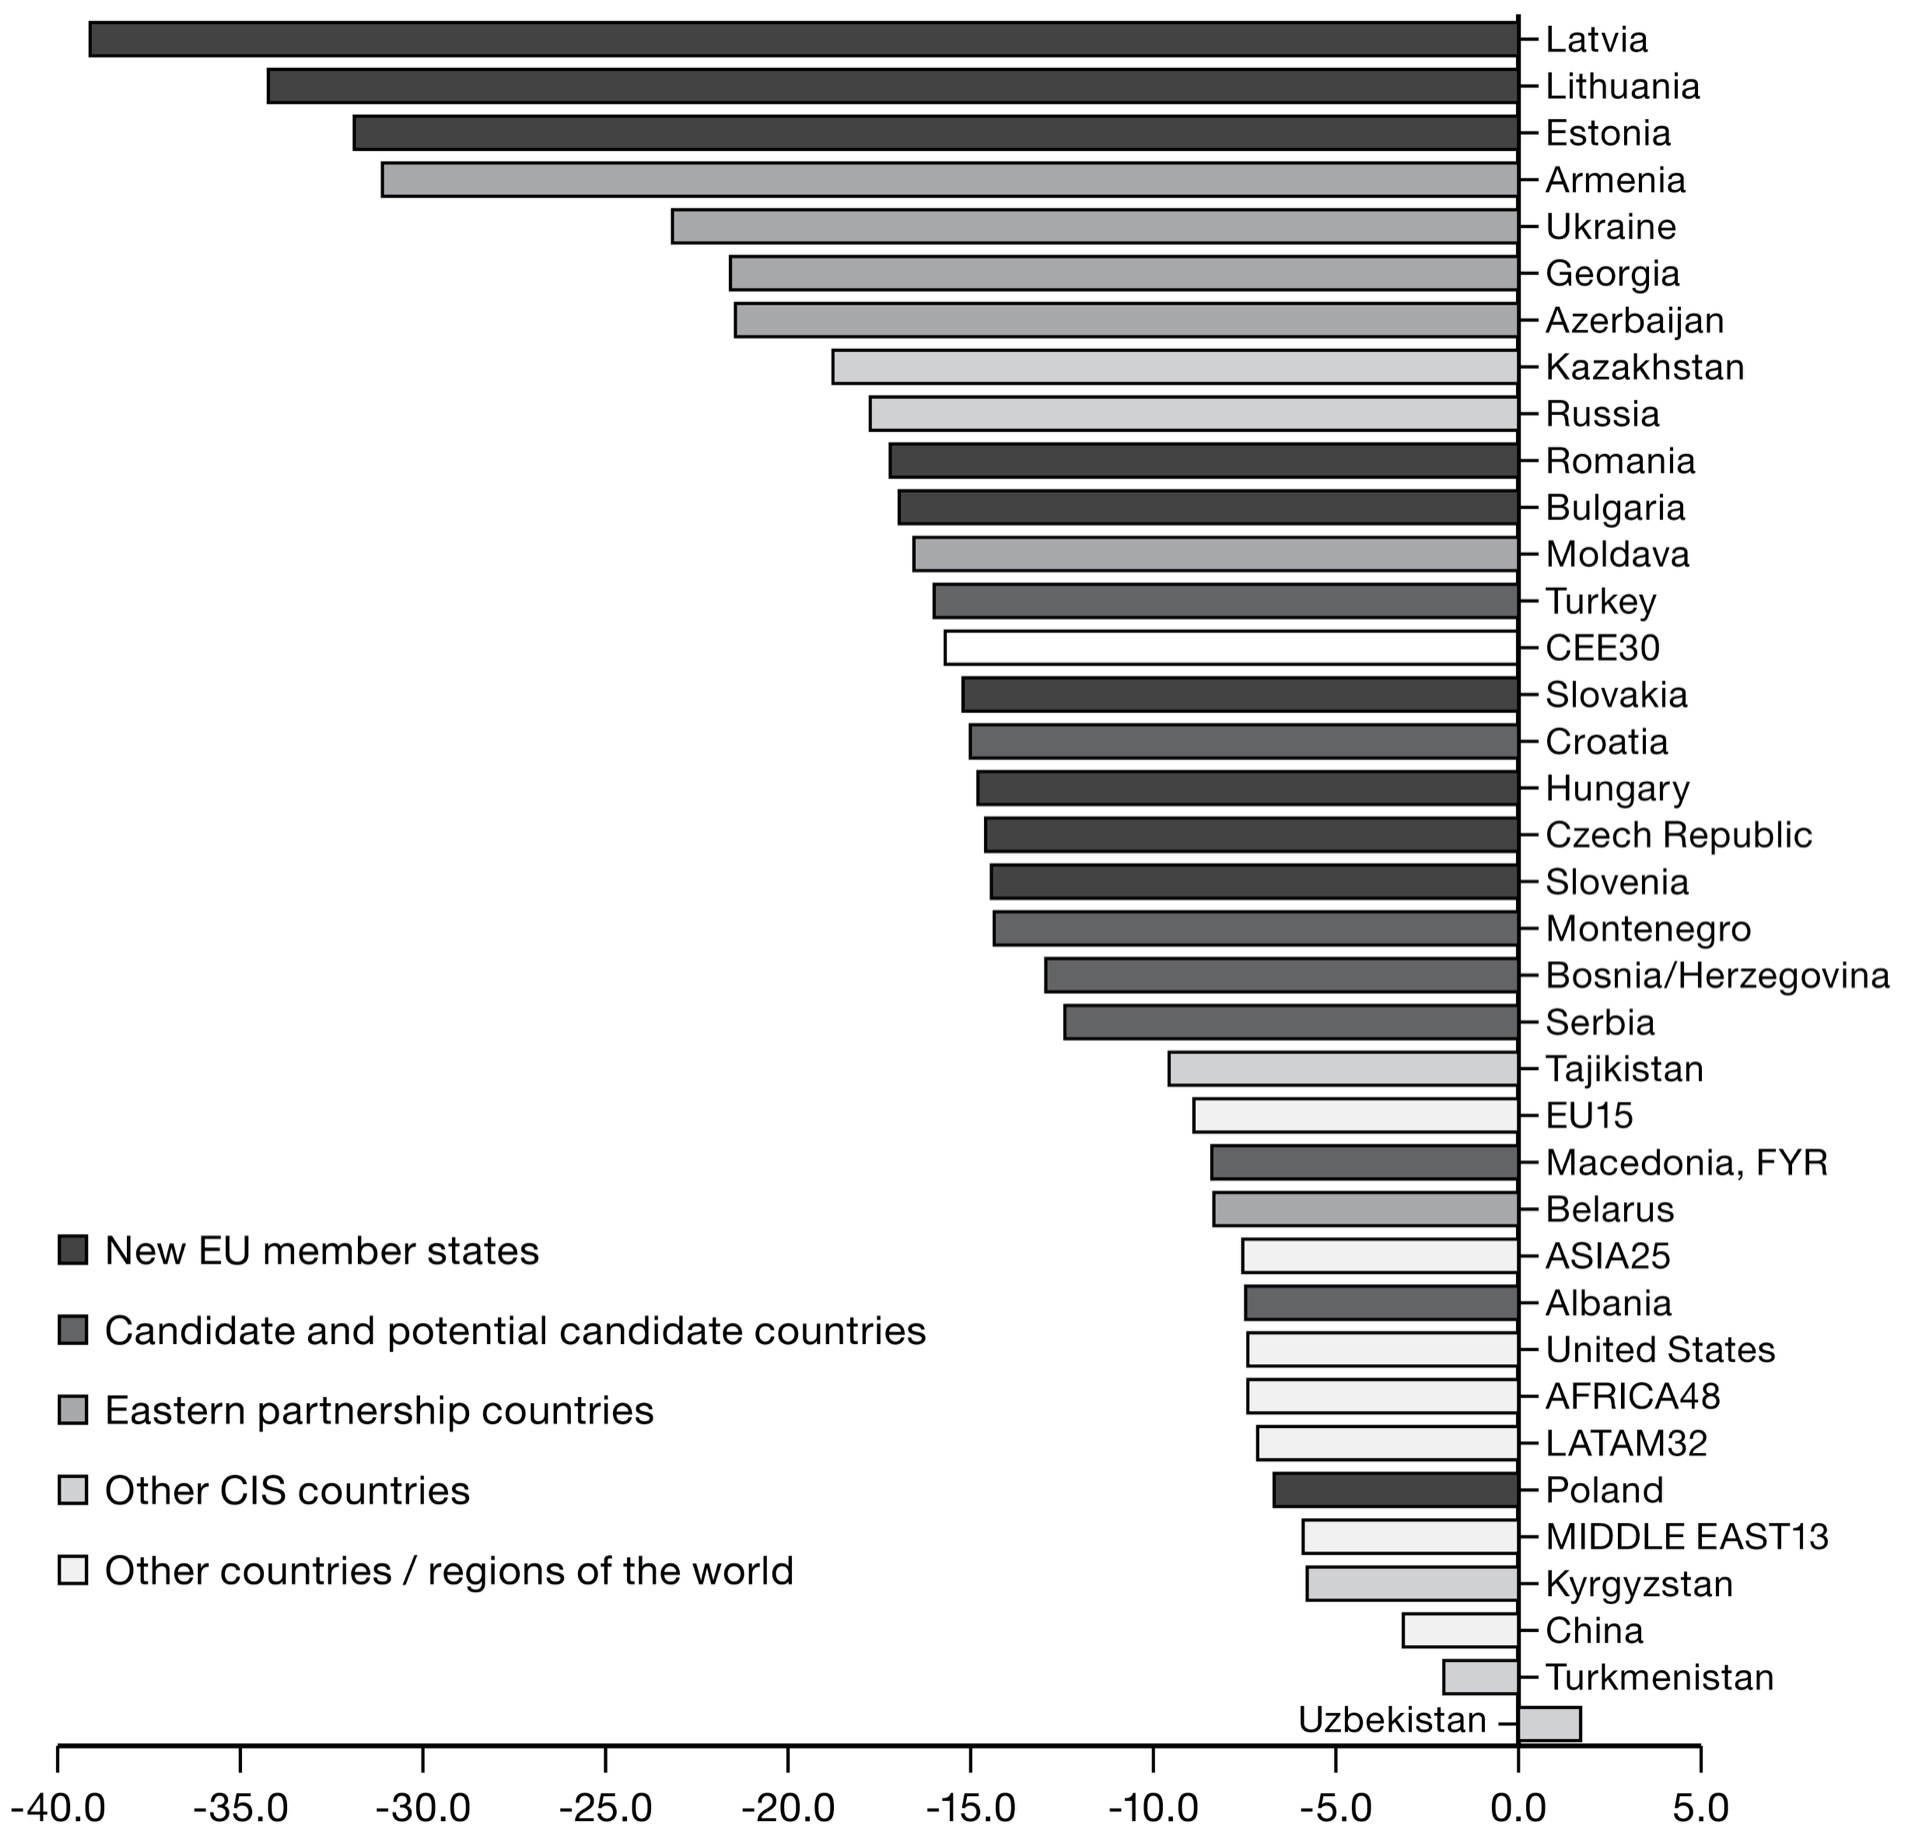 Latvia
Lithuania
Estonia
Armenia
Ukraine
Georgia
Azerbaijan
Kazakhstan
Russia
Romania
Bulgaria
Moldava
Turkey
CEE30
Slovakia
Croatia
Hungary
Czech Republic
Slovenia
Montenegro
Bosnia/Herzegovina
Serbia
Tajikistan
EU15
Macedonia, FYR
Belarus
ASIA25
Albania
United States
AFRICA48
LATAM32
Poland
MIDDLE EAST13
Kyrgyzstan
China
Turkmenistan
Uzbekistan
New EU member states
Candidate and potential candidate countries
Eastern partnership countries
Other CIS countries
Other countries / regions of the world
-40.0 -35.0 -30.0 -25.0 -20.0 -15.0 -10.0 -5.0 0.0 5.0